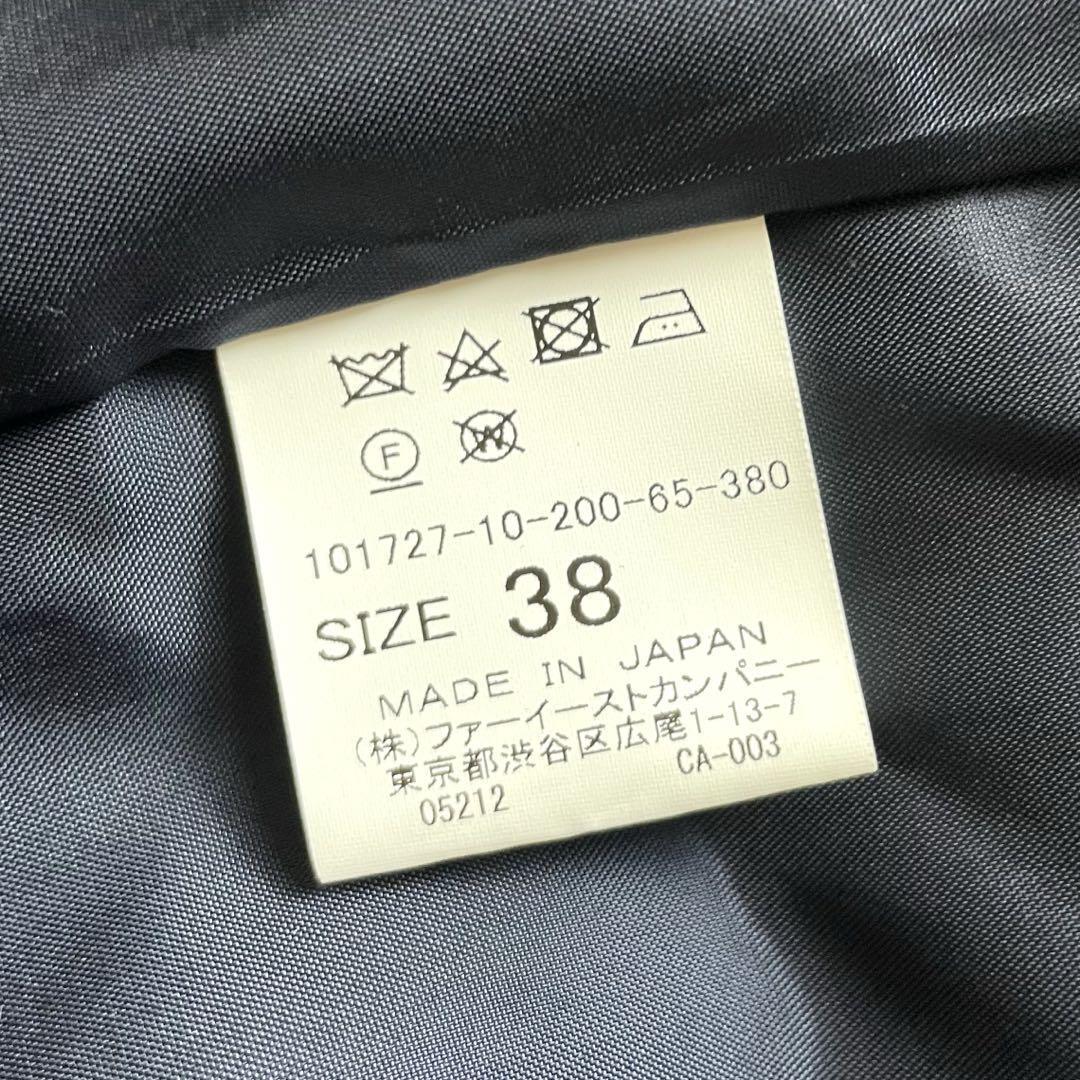 F W
101727-10-200-65-380
SIZE 38
MADE IN JAPAN
(株)ファーイーストカンパニー
東京都渋谷区広尾1-13-7
05212 CA-003